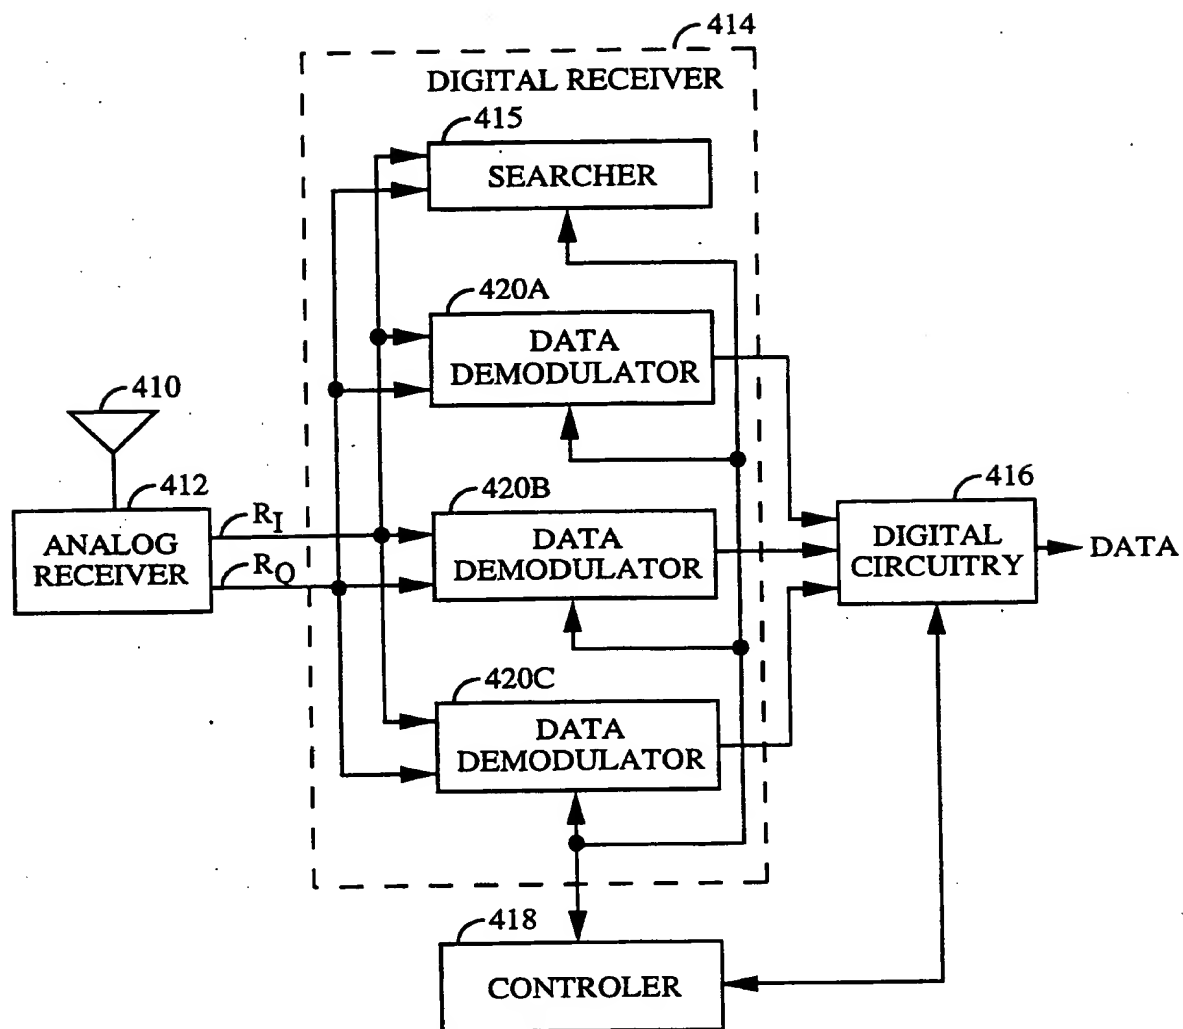 414
DIGITAL RECEIVER
415
SEARCHER
420A
DATA
DEMODULATOR
410
412
ANALOG
RECEIVER
R_I
R_Q
420B
DATA
DEMODULATOR
416
DIGITAL
CIRCUITRY
DATA
420C
DATA
DEMODULATOR
418
CONTROLER